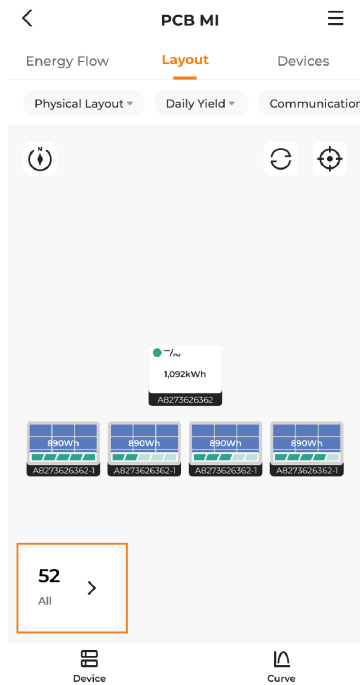 PCB MI
Energy Flow Layout Devices
Physical Layout Daily Yield Communication
N
1,092kWh
A8273626362
890Wh 890Wh 890Wh 890Wh
A8273626362-1 A8273626362-1 A8273626362-1 A8273626362-1
52
All
Device Curve